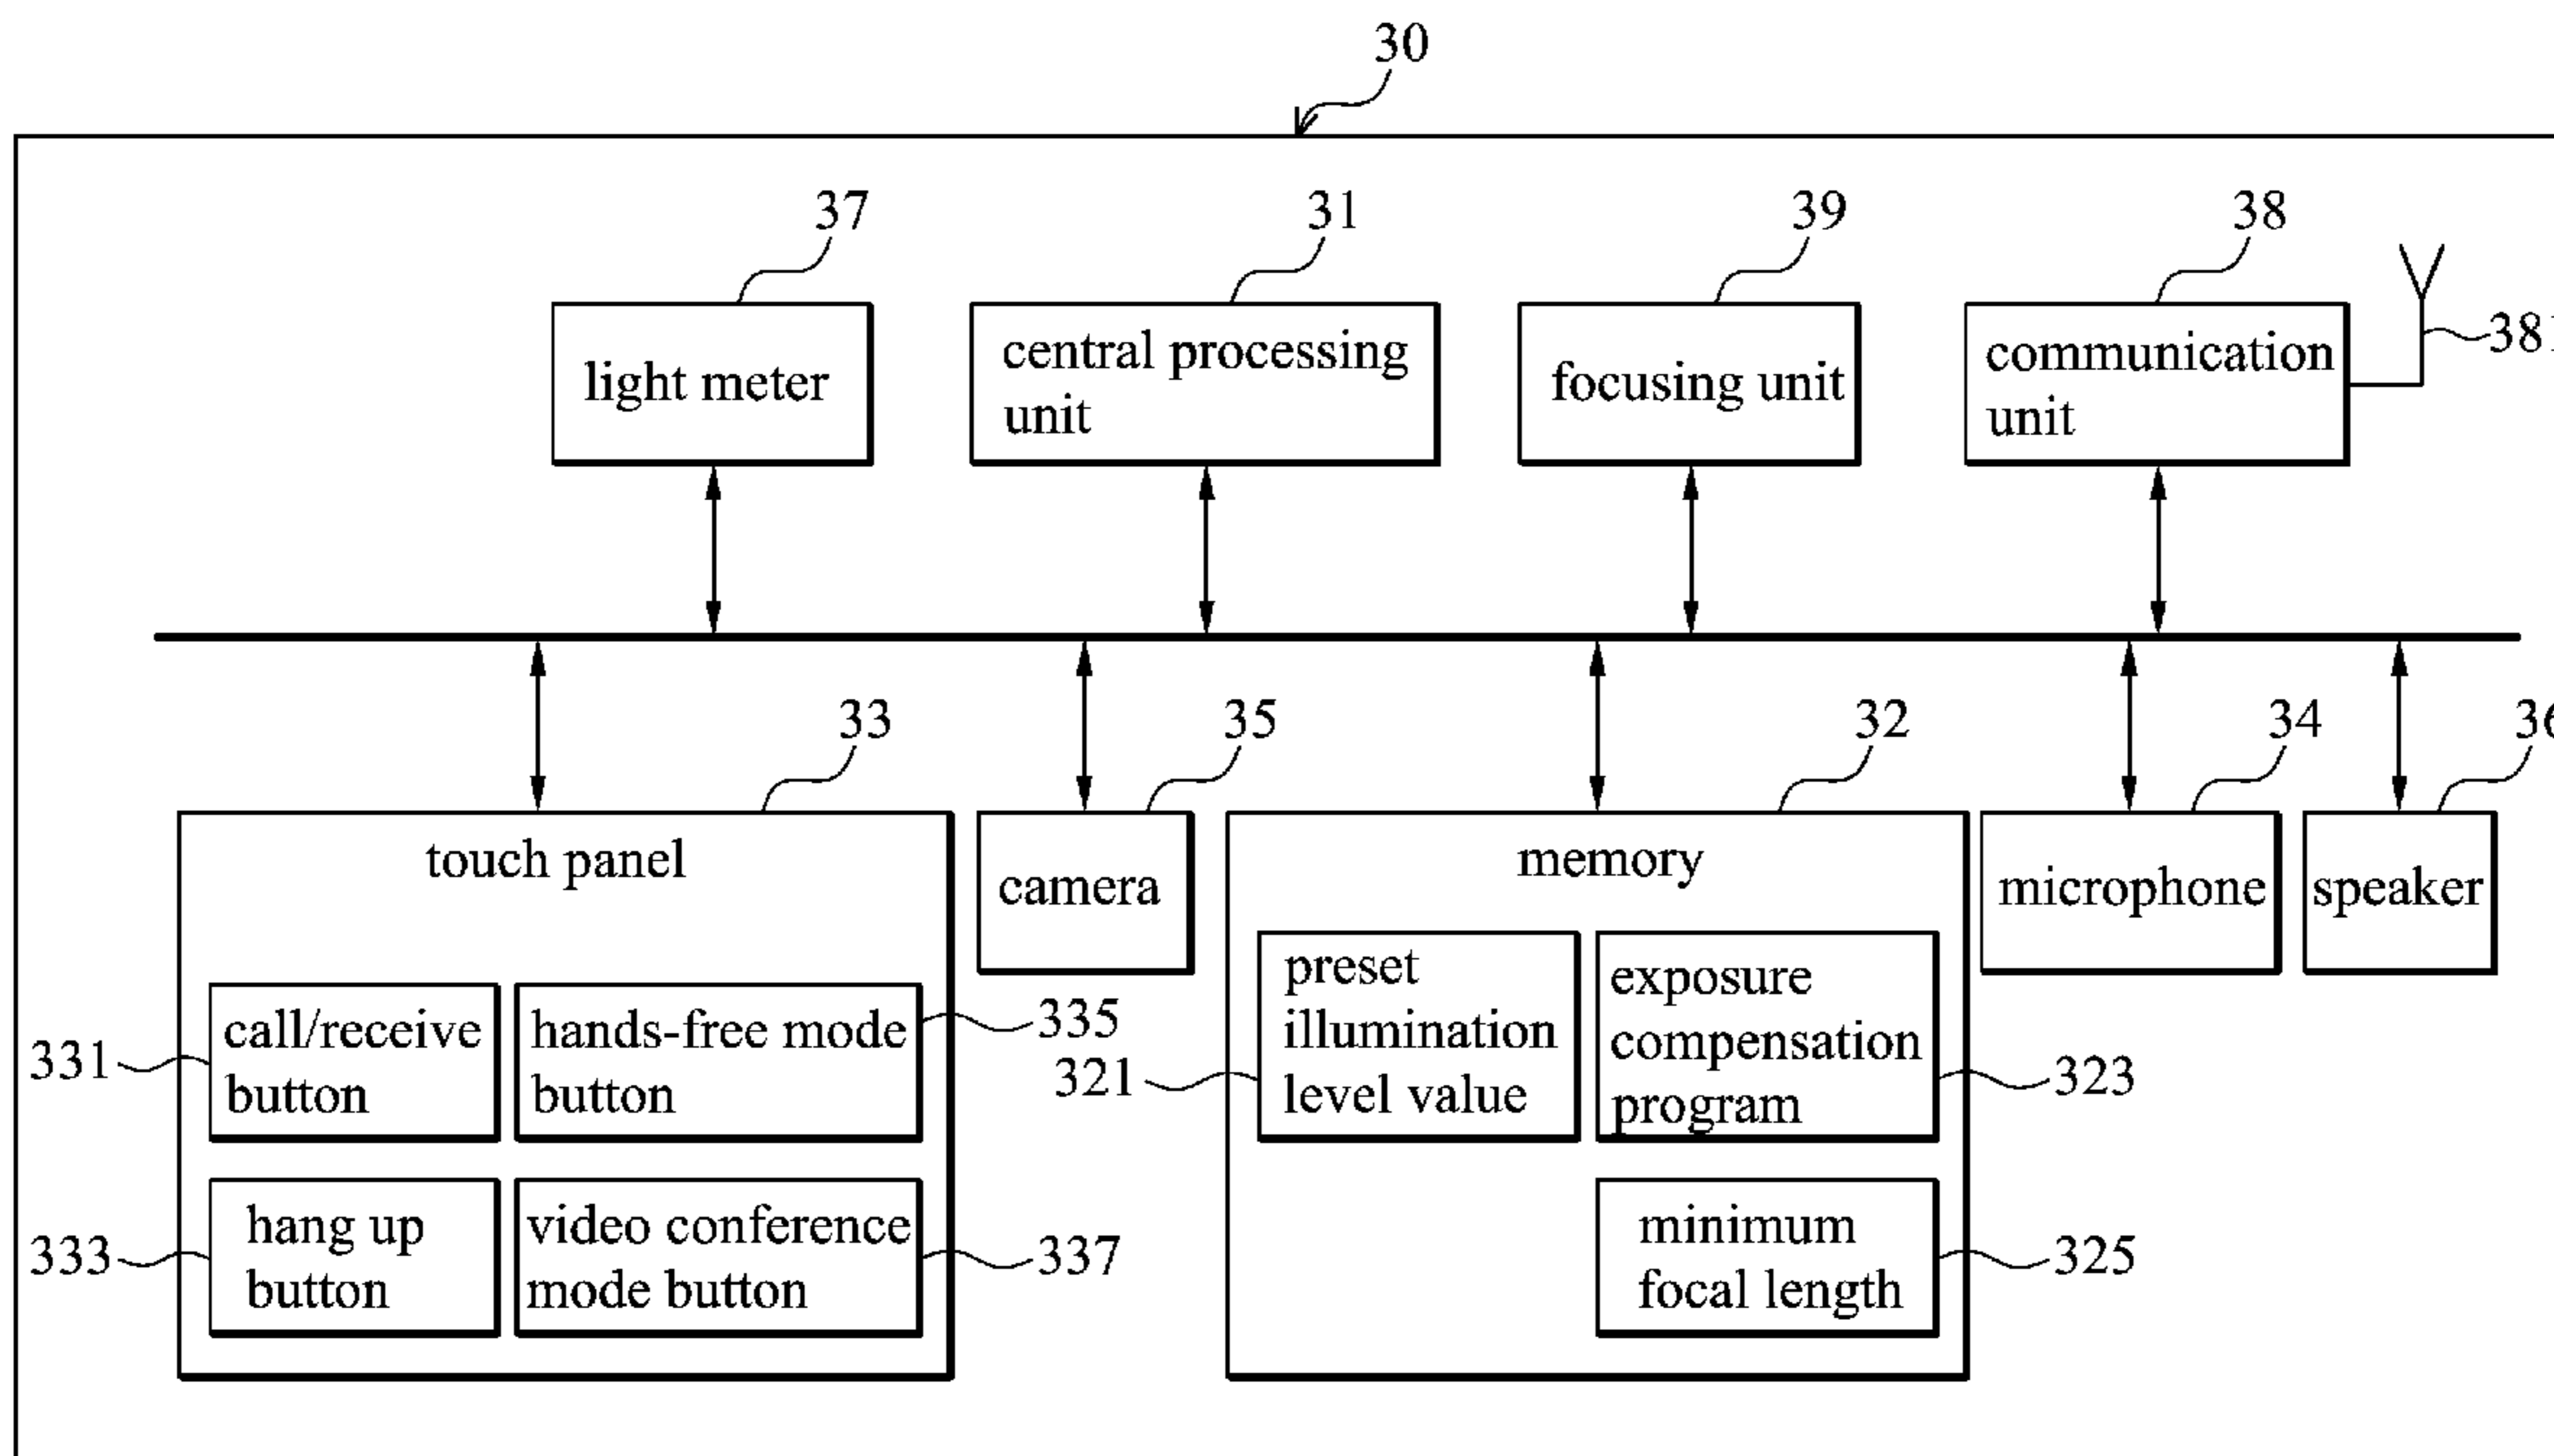 30
37
31
39
38
light meter
central processing
unit
focusing unit
communication
unit
381
33
35
32
34
36
touch panel
camera
memory
microphone
speaker
331
call/receive
button
hands-free mode
button
335
321
preset
illumination
level value
exposure
compensation
program
323
333
hang up
button
video conference
mode button
337
minimum
focal length
325